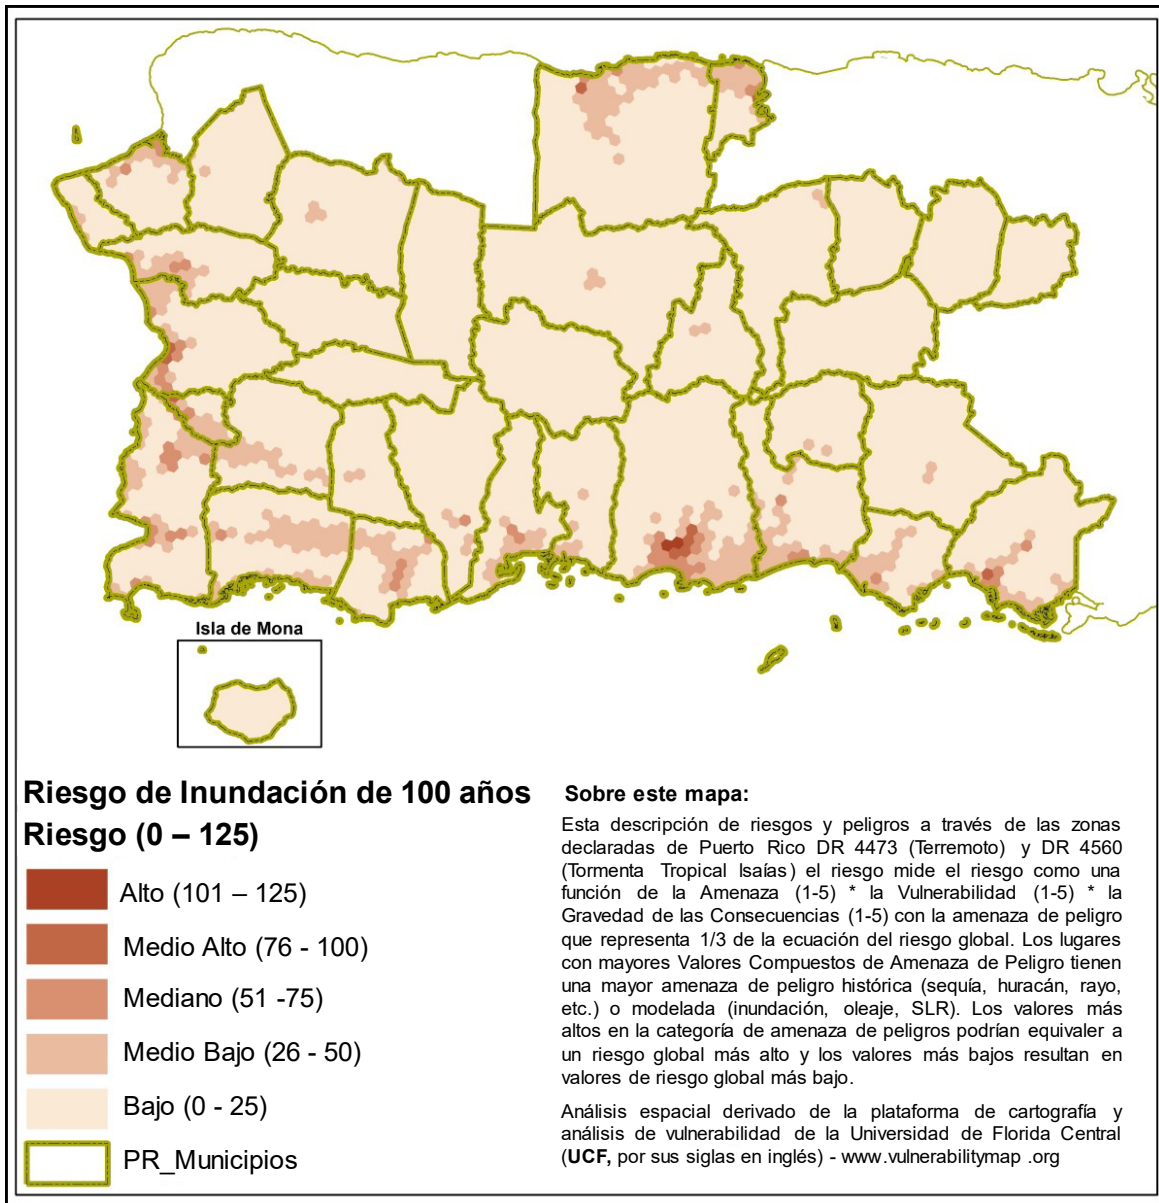 Isla de Mona
Riesgo de Inundación de 100 años
Riesgo (0 – 125)
Alto (101 – 125)
Medio Alto (76 - 100)
Mediano (51 -75)
Medio Bajo (26 - 50)
Bajo (0 - 25)
PR_Municipios
Sobre este mapa:
Esta descripción de riesgos y peligros a través de las zonas
declaradas de Puerto Rico DR 4473 (Terremoto) y DR 4560
(Tormenta Tropical Isaías) el riesgo mide el riesgo como una
función de la Amenaza (1-5) * la Vulnerabilidad (1-5) * la
Gravedad de las Consecuencias (1-5) con la amenaza de peligro
que representa 1/3 de la ecuación del riesgo global. Los lugares
con mayores Valores Compuestos de Amenaza de Peligro tienen
una mayor amenaza de peligro histórica (sequía, huracán, rayo,
etc.) o modelada (inundación, oleaje, SLR). Los valores más
altos en la categoría de amenaza de peligros podrían equivaler a
un riesgo global más alto y los valores más bajos resultan en
valores de riesgo global más bajo.
Análisis espacial derivado de la plataforma de cartografía y
análisis de vulnerabilidad de la Universidad de Florida Central
(UCF, por sus siglas en inglés) - www.vulnerabilitymap .org